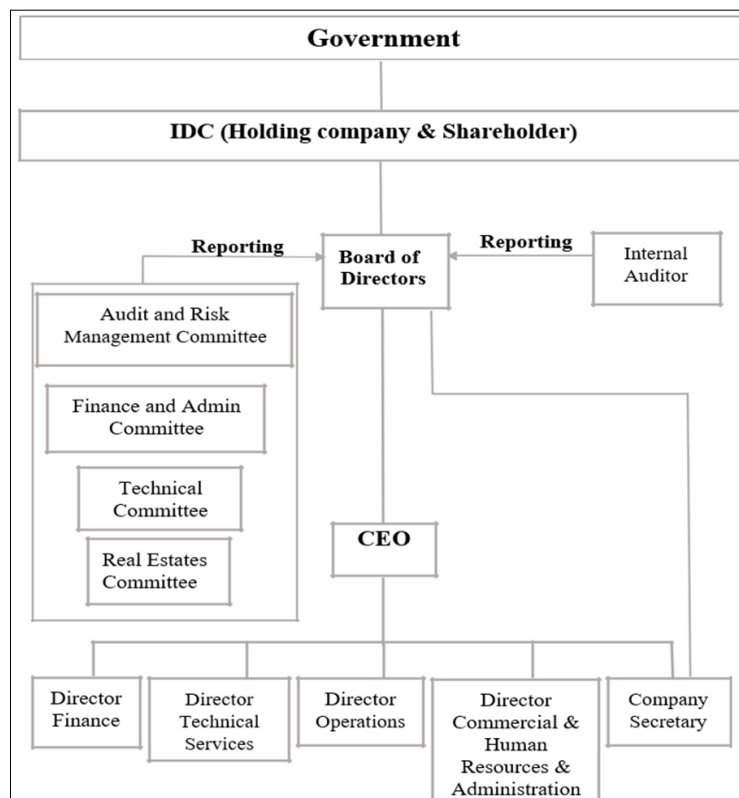 Government
IDC (Holding company & Shareholder)
Reporting
Board of
Directors
Reporting
Internal
Auditor
Audit and Risk
Management Committee
Finance and Admin
Committee
Technical
Committee
Real Estates
Committee
CEO
Director
Finance
Director
Technical
Services
Director
Operations
Director
Commercial &
Human
Resources &
Administration
Company
Secretary